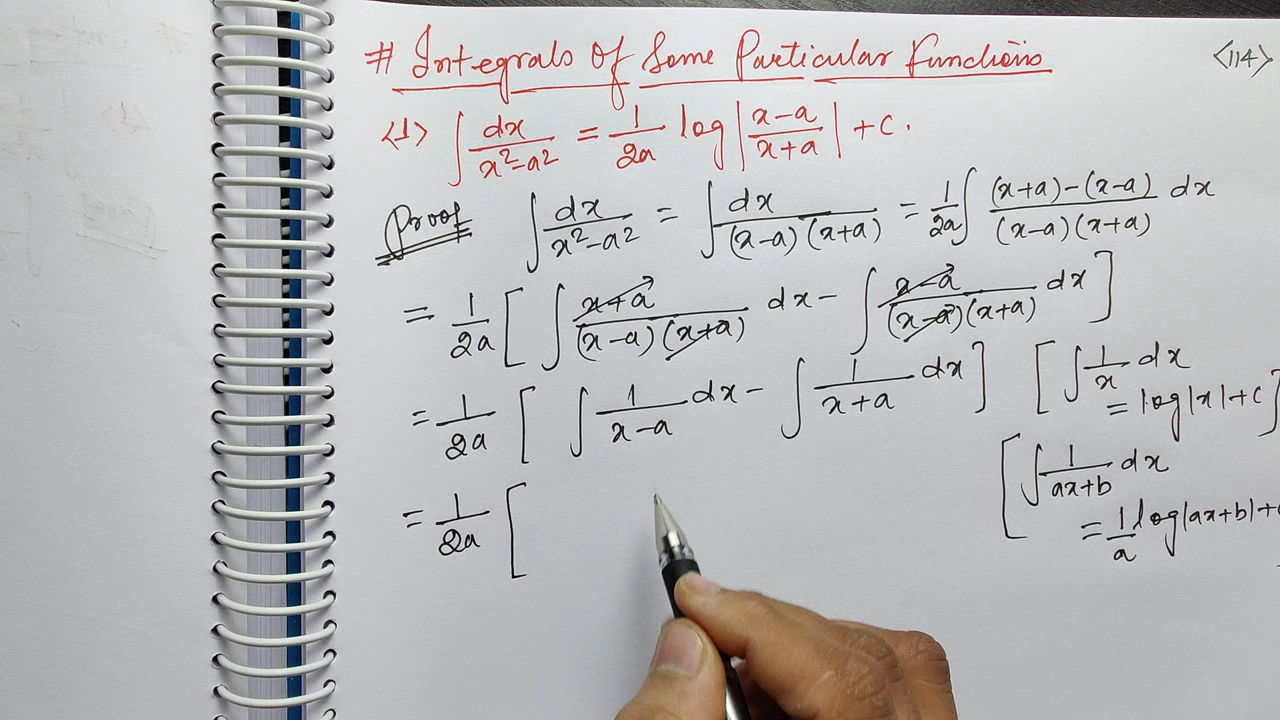 # Integrals Of Some Particular Functions <114>
<1> ∫ dx/(x²-a²) = 1/2a log |(x-a)/(x+a)| + c.
Proof ∫ dx/(x²-a²) = ∫ dx/((x-a)(x+a)) = 1/2a ∫ ((x+a)-(x-a))/((x-a)(x+a)) dx
= 1/2a [ ∫ (x+a)/((x-a)(x+a)) dx - ∫ (x-a)/((x-a)(x+a)) dx ]
= 1/2a [ ∫ 1/(x-a) dx - ∫ 1/(x+a) dx ] [ ∫ 1/x dx
= log|x|+c ]
[ ∫ 1/(ax+b) dx
= 1/a log|ax+b|+c
= 1/2a [